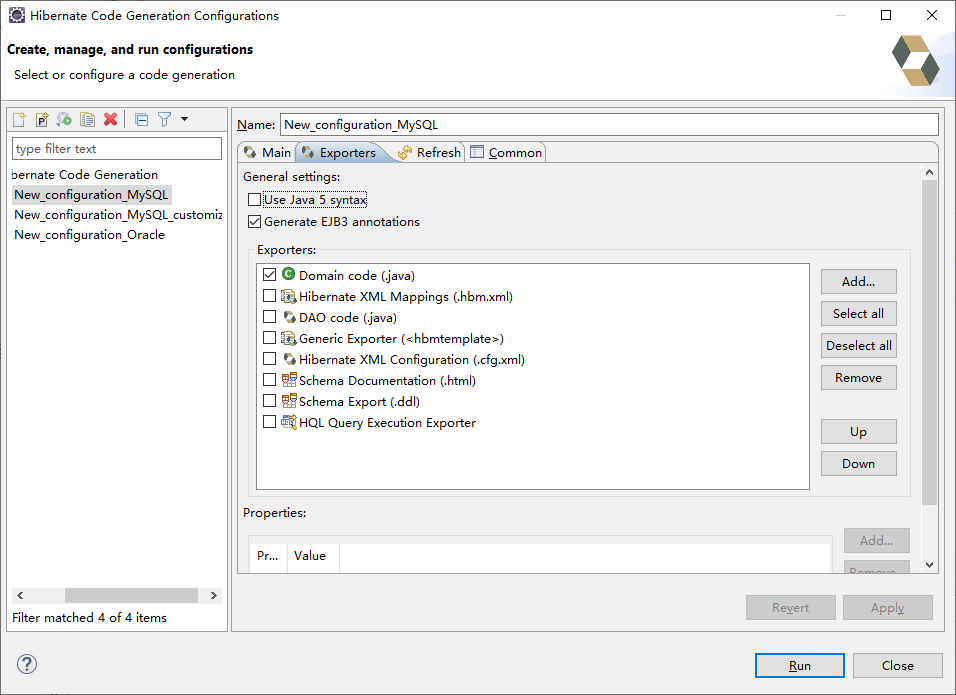 Hibernate Code Generation Configurations
Create, manage, and run configurations
Select or configure a code generation
P
type filter text
bernate Code Generation
New_configuration_MySQL
New_configuration_MySQL_customiz
New_configuration_Oracle
Filter matched 4 of 4 items
Name: New_configuration_MySQL
Main Exporters Refresh Common
General settings:
Use Java 5 syntax
Generate EJB3 annotations
Exporters:
C Domain code (.java)
Hibernate XML Mappings (.hbm.xml)
DAO code (.java)
Generic Exporter (<hbmtemplate>)
Hibernate XML Configuration (.cfg.xml)
Schema Documentation (.html)
Schema Export (.ddl)
HQL Query Execution Exporter
Add...
Select all
Deselect all
Remove
Up
Down
Properties:
Pr... Value
Add...
Remove
Revert Apply
?
Run Close